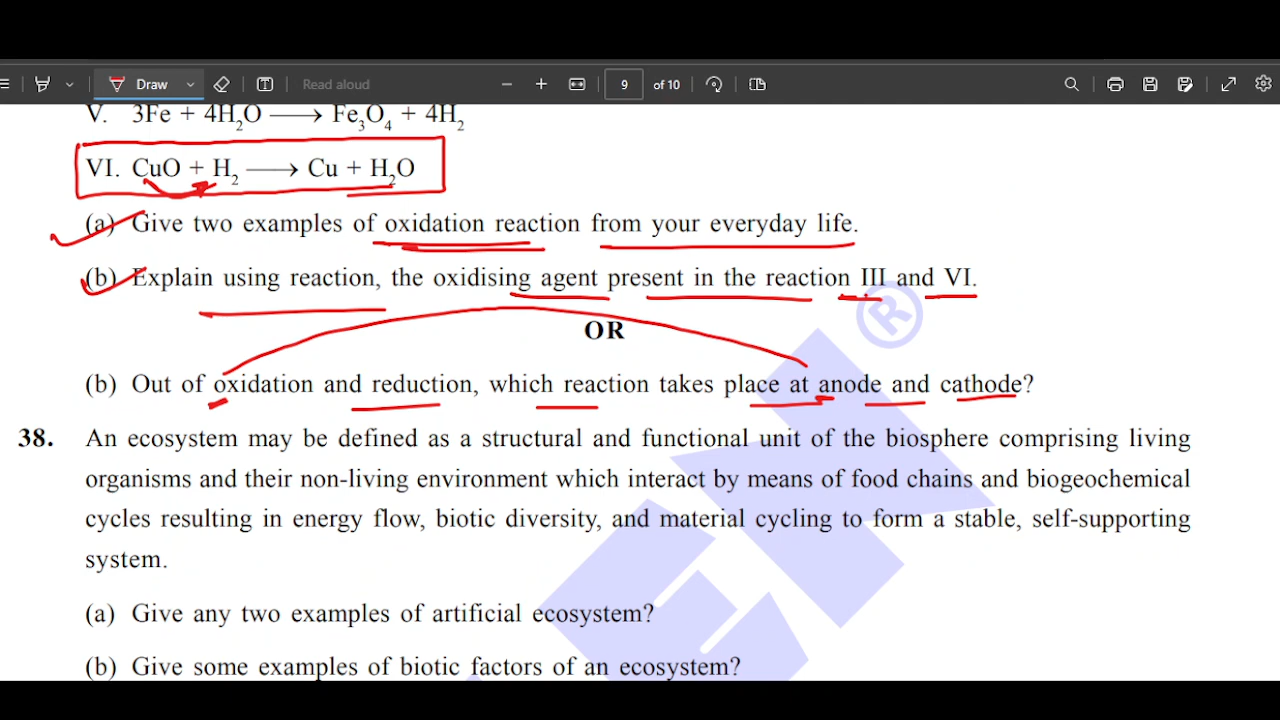 Draw
Read aloud
9 of 10
V. 3Fe + 4H₂O ⟶ Fe₃O₄ + 4H₂
VI. CuO + H₂ ⟶ Cu + H₂O
(a) Give two examples of oxidation reaction from your everyday life.
(b) Explain using reaction, the oxidising agent present in the reaction III and VI.
OR
(b) Out of oxidation and reduction, which reaction takes place at anode and cathode?
38. An ecosystem may be defined as a structural and functional unit of the biosphere comprising living
organisms and their non-living environment which interact by means of food chains and biogeochemical
cycles resulting in energy flow, biotic diversity, and material cycling to form a stable, self-supporting
system.
(a) Give any two examples of artificial ecosystem?
(b) Give some examples of biotic factors of an ecosystem?